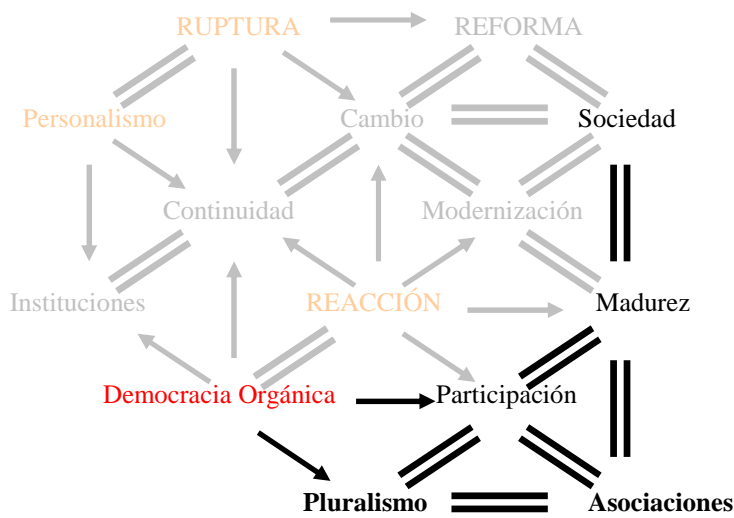 RUPTURA REFORMA
Personalismo Cambio Sociedad
Continuidad Modernización
Instituciones REACCIÓN Madurez
Democracia Orgánica Participación
Pluralismo Asociaciones